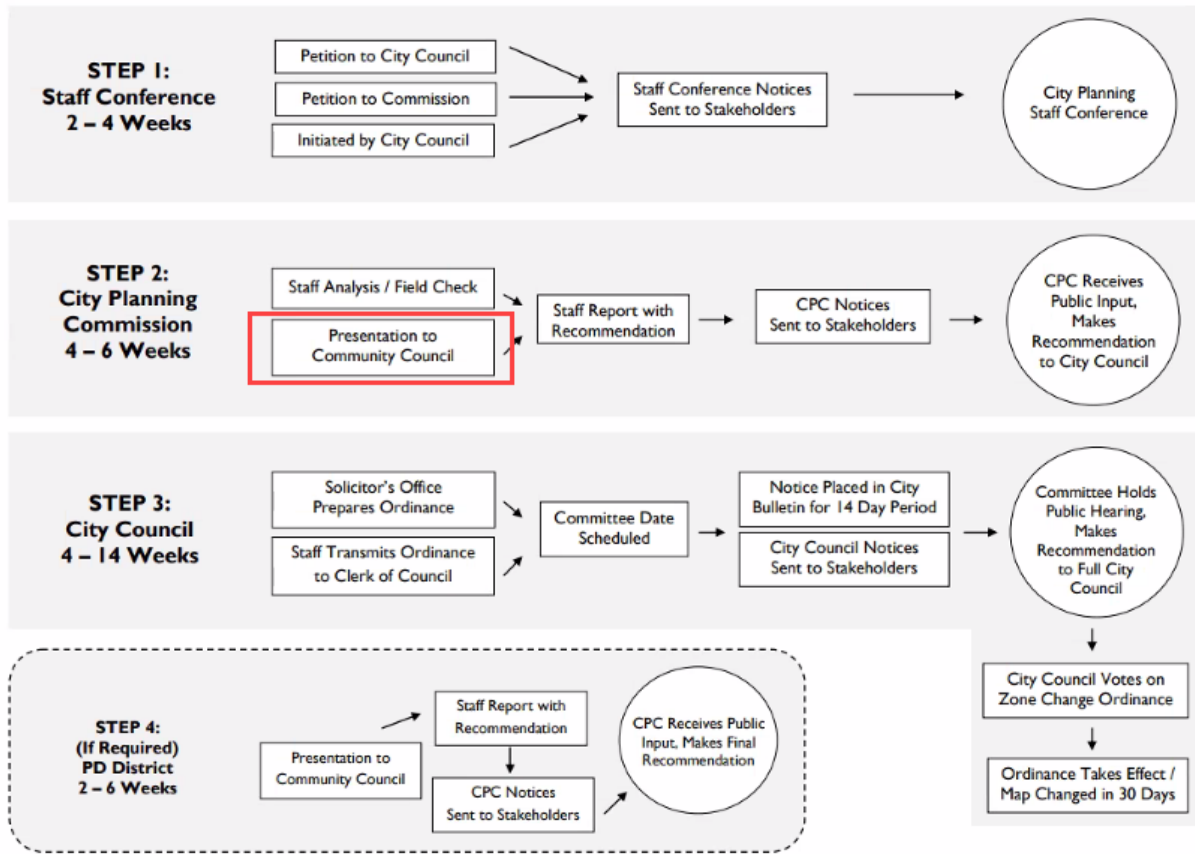 STEP 1:
Staff Conference
2 – 4 Weeks
Petition to City Council
Petition to Commission
Initiated by City Council
Staff Conference Notices
Sent to Stakeholders
City Planning
Staff Conference
STEP 2:
City Planning
Commission
4 – 6 Weeks
Staff Analysis / Field Check
Presentation to
Community Council
Staff Report with
Recommendation
CPC Notices
Sent to Stakeholders
CPC Receives
Public Input,
Makes
Recommendation
to City Council
STEP 3:
City Council
4 – 14 Weeks
Solicitor's Office
Prepares Ordinance
Staff Transmits Ordinance
to Clerk of Council
Committee Date
Scheduled
Notice Placed in City
Bulletin for 14 Day Period
City Council Notices
Sent to Stakeholders
Committee Holds
Public Hearing,
Makes
Recommendation
to Full City
Council
City Council Votes on
Zone Change Ordinance
Ordinance Takes Effect /
Map Changed in 30 Days
STEP 4:
(If Required)
PD District
2 – 6 Weeks
Presentation to
Community Council
Staff Report with
Recommendation
CPC Notices
Sent to Stakeholders
CPC Receives Public
Input, Makes Final
Recommendation